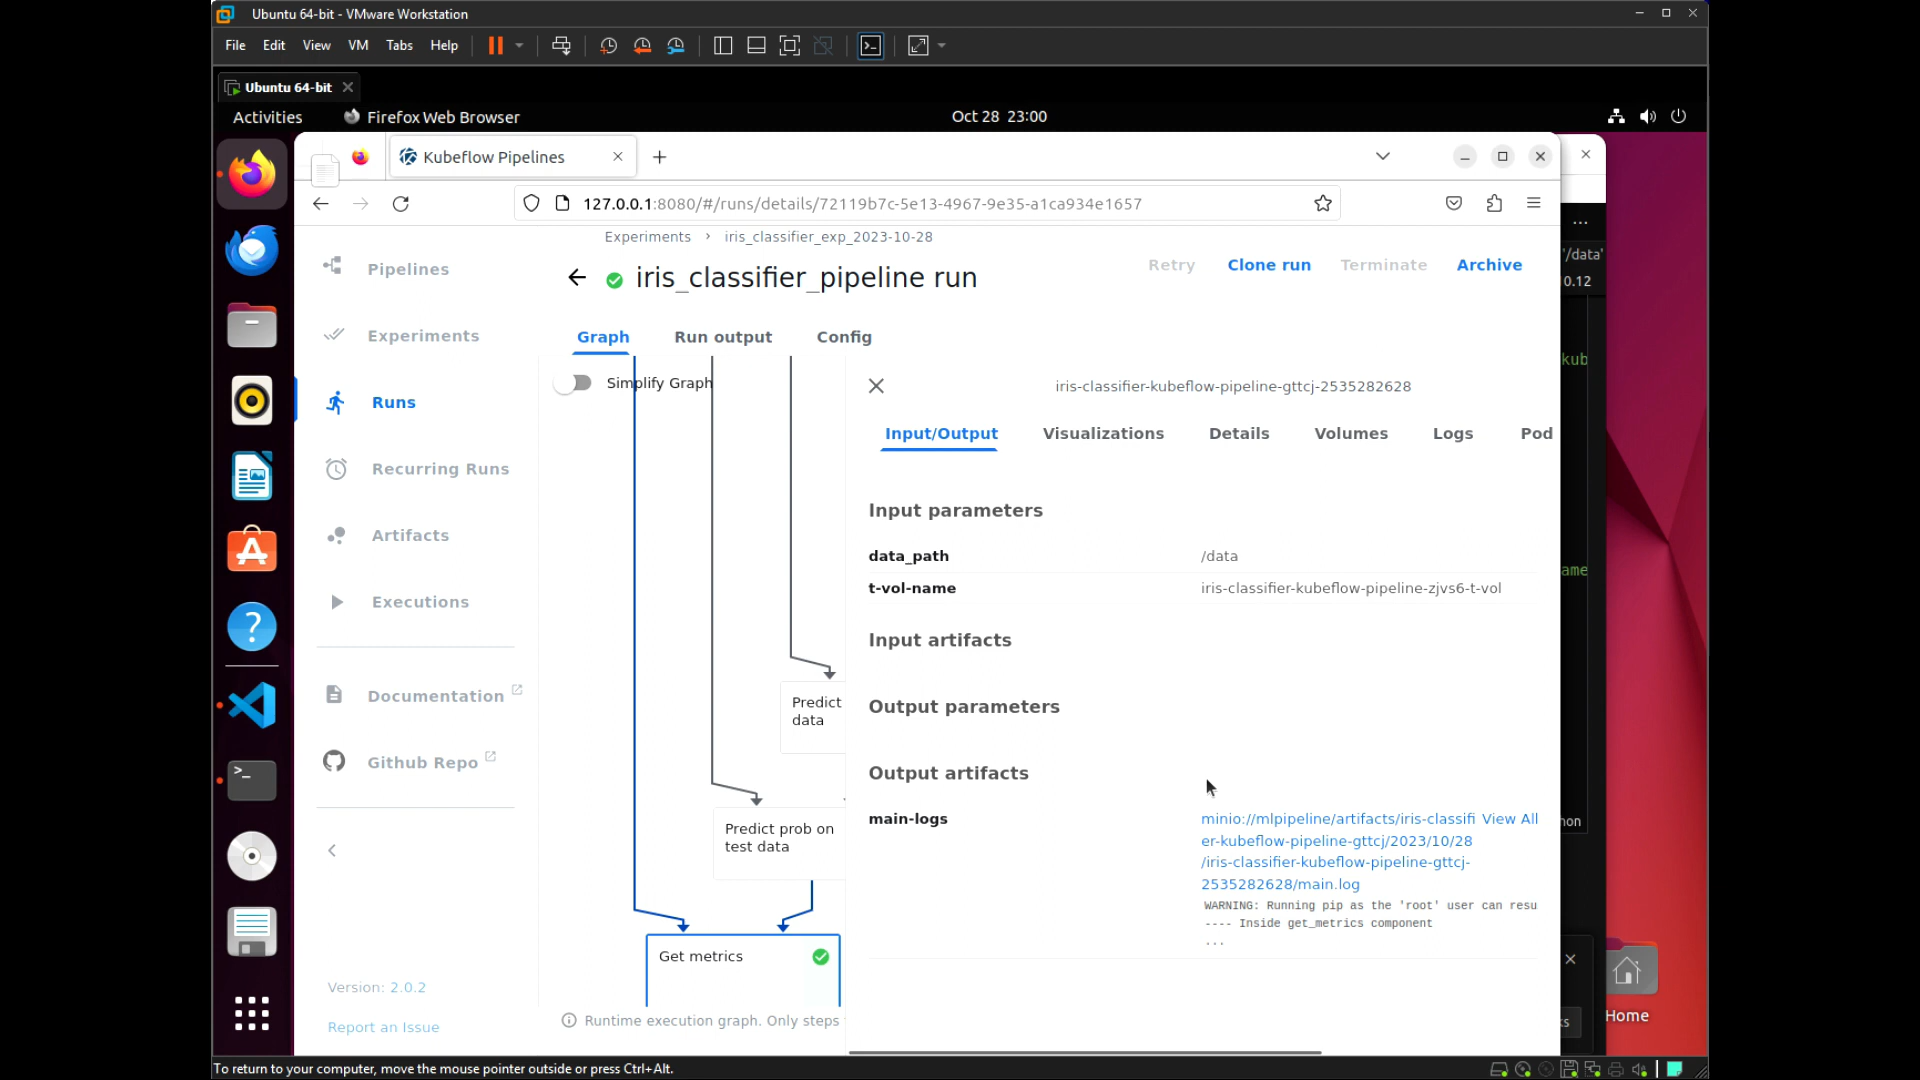 Ubuntu 64-bit - VMware Workstation
File Edit View VM Tabs Help
Ubuntu 64-bit
Activities Firefox Web Browser Oct 28 23:00
Kubeflow Pipelines
127.0.0.1:8080/#/runs/details/72119b7c-5e13-4967-9e35-a1ca934e1657
Experiments › iris_classifier_exp_2023-10-28
iris_classifier_pipeline run
Retry Clone run Terminate Archive
Graph Run output Config
Simplify Graph
Pipelines
Experiments
Runs
Recurring Runs
Artifacts
Executions
Documentation
Github Repo
Version: 2.0.2
Report an Issue
Predict
data
Predict prob on
test data
Get metrics
Runtime execution graph. Only steps
iris-classifier-kubeflow-pipeline-gttcj-2535282628
Input/Output Visualizations Details Volumes Logs Pod
Input parameters
data_path /data
t-vol-name iris-classifier-kubeflow-pipeline-zjvs6-t-vol
Input artifacts
Output parameters
Output artifacts
main-logs
minio://mlpipeline/artifacts/iris-classifi View All
er-kubeflow-pipeline-gttcj/2023/10/28
/iris-classifier-kubeflow-pipeline-gttcj-
2535282628/main.log
WARNING: Running pip as the 'root' user can resu
---- Inside get_metrics component
...
'/data'
0.12
kub
ame
hon
ks
Home
To return to your computer, move the mouse pointer outside or press Ctrl+Alt.